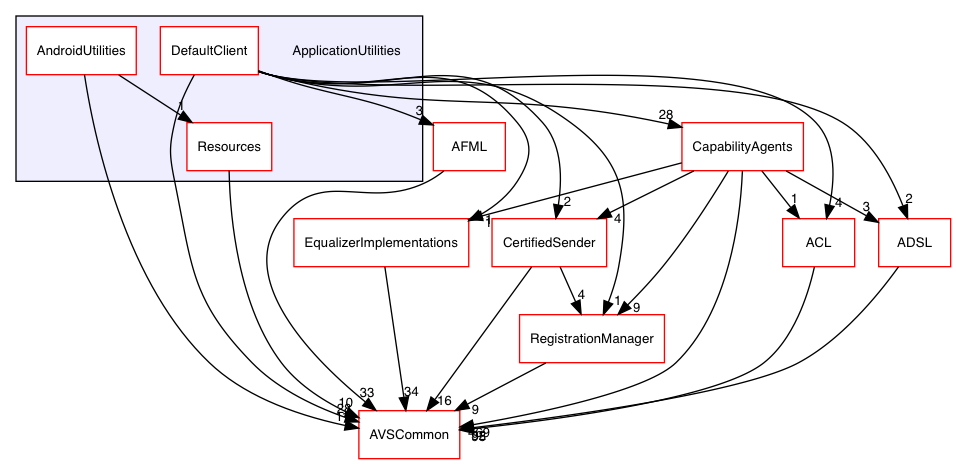 AndroidUtilities
DefaultClient
ApplicationUtilities
1
3
28
Resources
AFML
CapabilityAgents
2
4
1
4
3
2
1
EqualizerImplementations
CertifiedSender
ACL
ADSL
4
1
9
RegistrationManager
33
34
16
9
10
AVSCommon